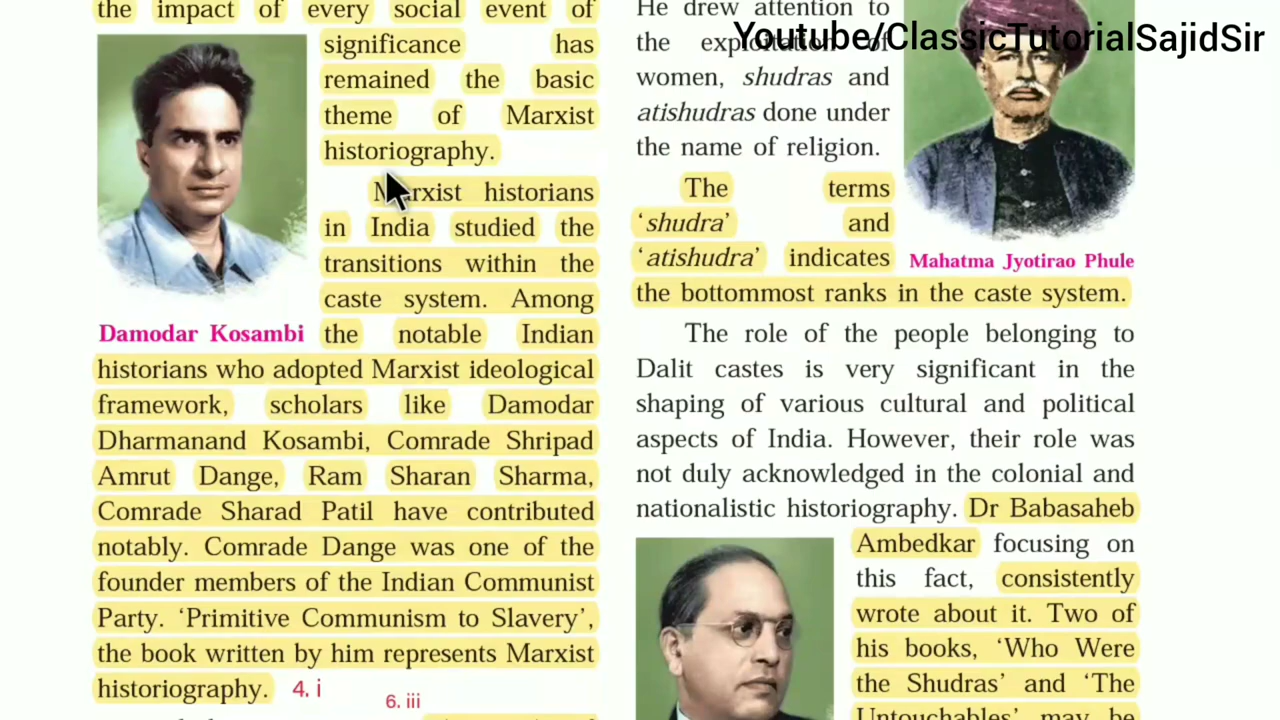 the impact of every social event of
significance has
remained the basic
theme of Marxist
historiography.
Marxist historians
in India studied the
transitions within the
caste system. Among
Damodar Kosambi the notable Indian
historians who adopted Marxist ideological
framework, scholars like Damodar
Dharmanand Kosambi, Comrade Shripad
Amrut Dange, Ram Sharan Sharma,
Comrade Sharad Patil have contributed
notably. Comrade Dange was one of the
founder members of the Indian Communist
Party. ‘Primitive Communism to Slavery’,
the book written by him represents Marxist
historiography. 4. i
6. iii
He drew attention to
Youtube/ClassicTutorialSajidSir
the exploitation of
women, shudras and
atishudras done under
the name of religion.
The terms
‘shudra’ and
‘atishudra’ indicates
Mahatma Jyotirao Phule
the bottommost ranks in the caste system.
The role of the people belonging to
Dalit castes is very significant in the
shaping of various cultural and political
aspects of India. However, their role was
not duly acknowledged in the colonial and
nationalistic historiography. Dr Babasaheb
Ambedkar focusing on
this fact, consistently
wrote about it. Two of
his books, ‘Who Were
the Shudras’ and ‘The
Untouchables’ may be